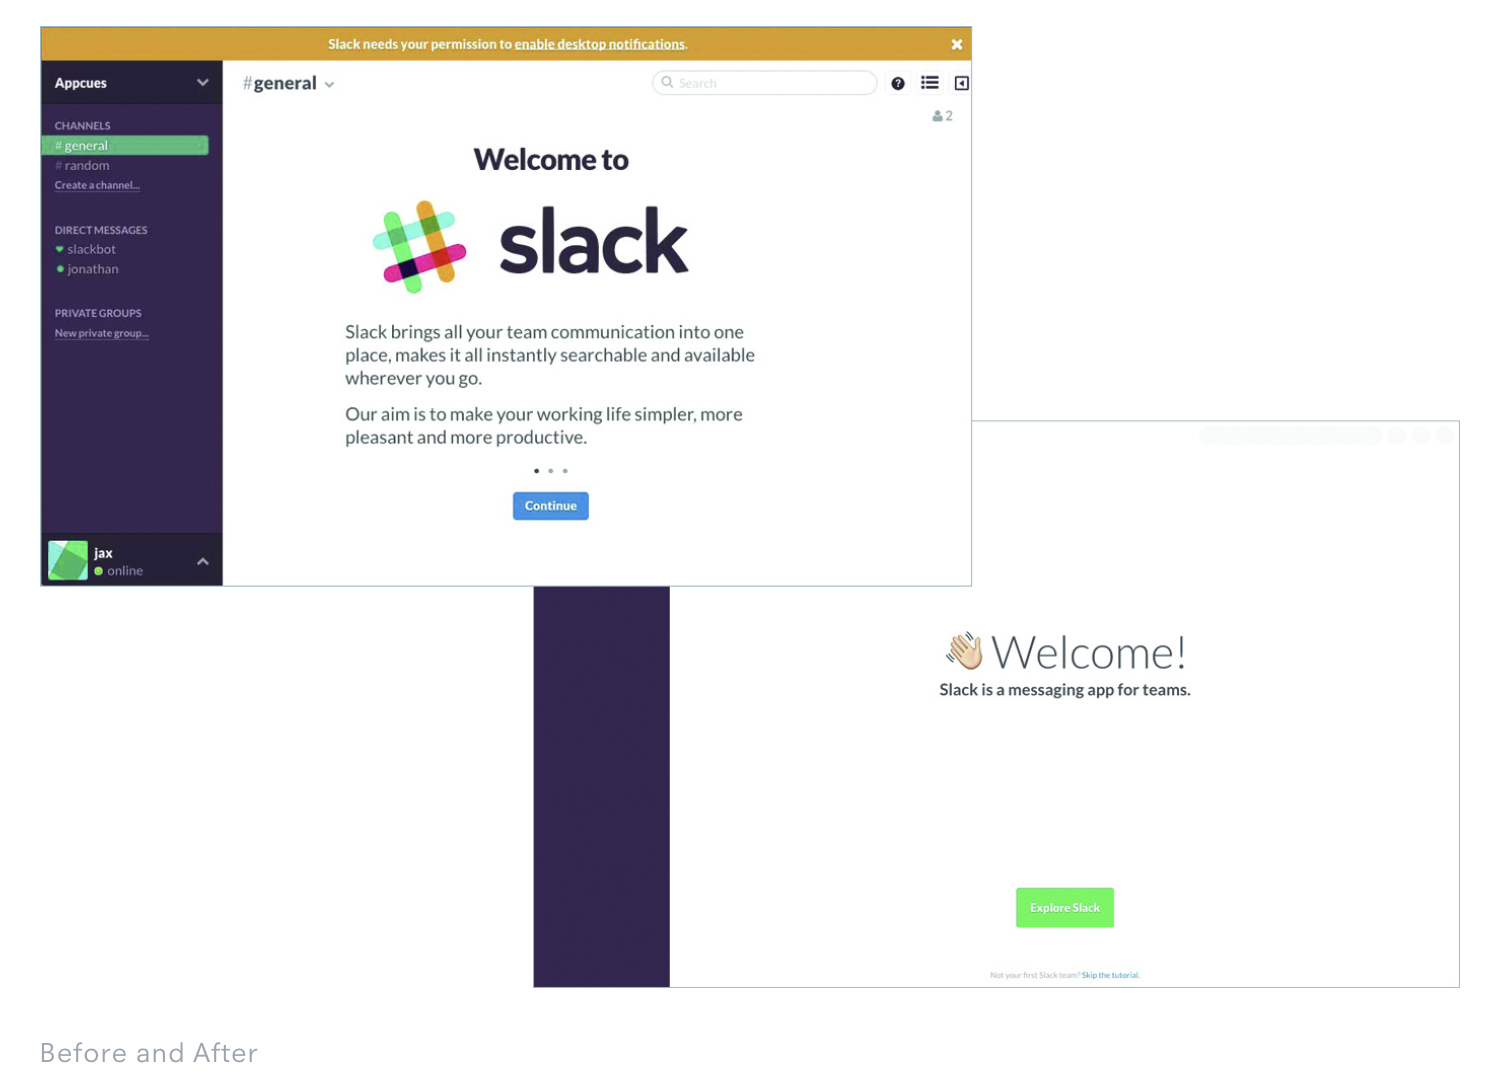 Slack needs your permission to enable desktop notifications.
Appcues
#general
Search
2
CHANNELS
# general
# random
Create a channel...
DIRECT MESSAGES
slackbot
jonathan
PRIVATE GROUPS
New private group...
jax
online
Welcome to
slack
Slack brings all your team communication into one
place, makes it all instantly searchable and available
wherever you go.
Our aim is to make your working life simpler, more
pleasant and more productive.
Continue
Welcome!
Slack is a messaging app for teams.
Explore Slack
Not your first Slack team? Skip the tutorial.
Before and After